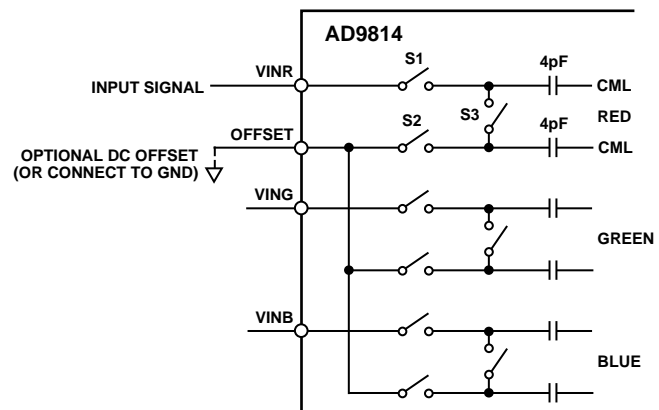 AD9814
S1
4pF
VINR
INPUT SIGNAL
CML
S3
RED
OFFSET
S2
4pF
OPTIONAL DC OFFSET
(OR CONNECT TO GND)
CML
VING
GREEN
VINB
BLUE